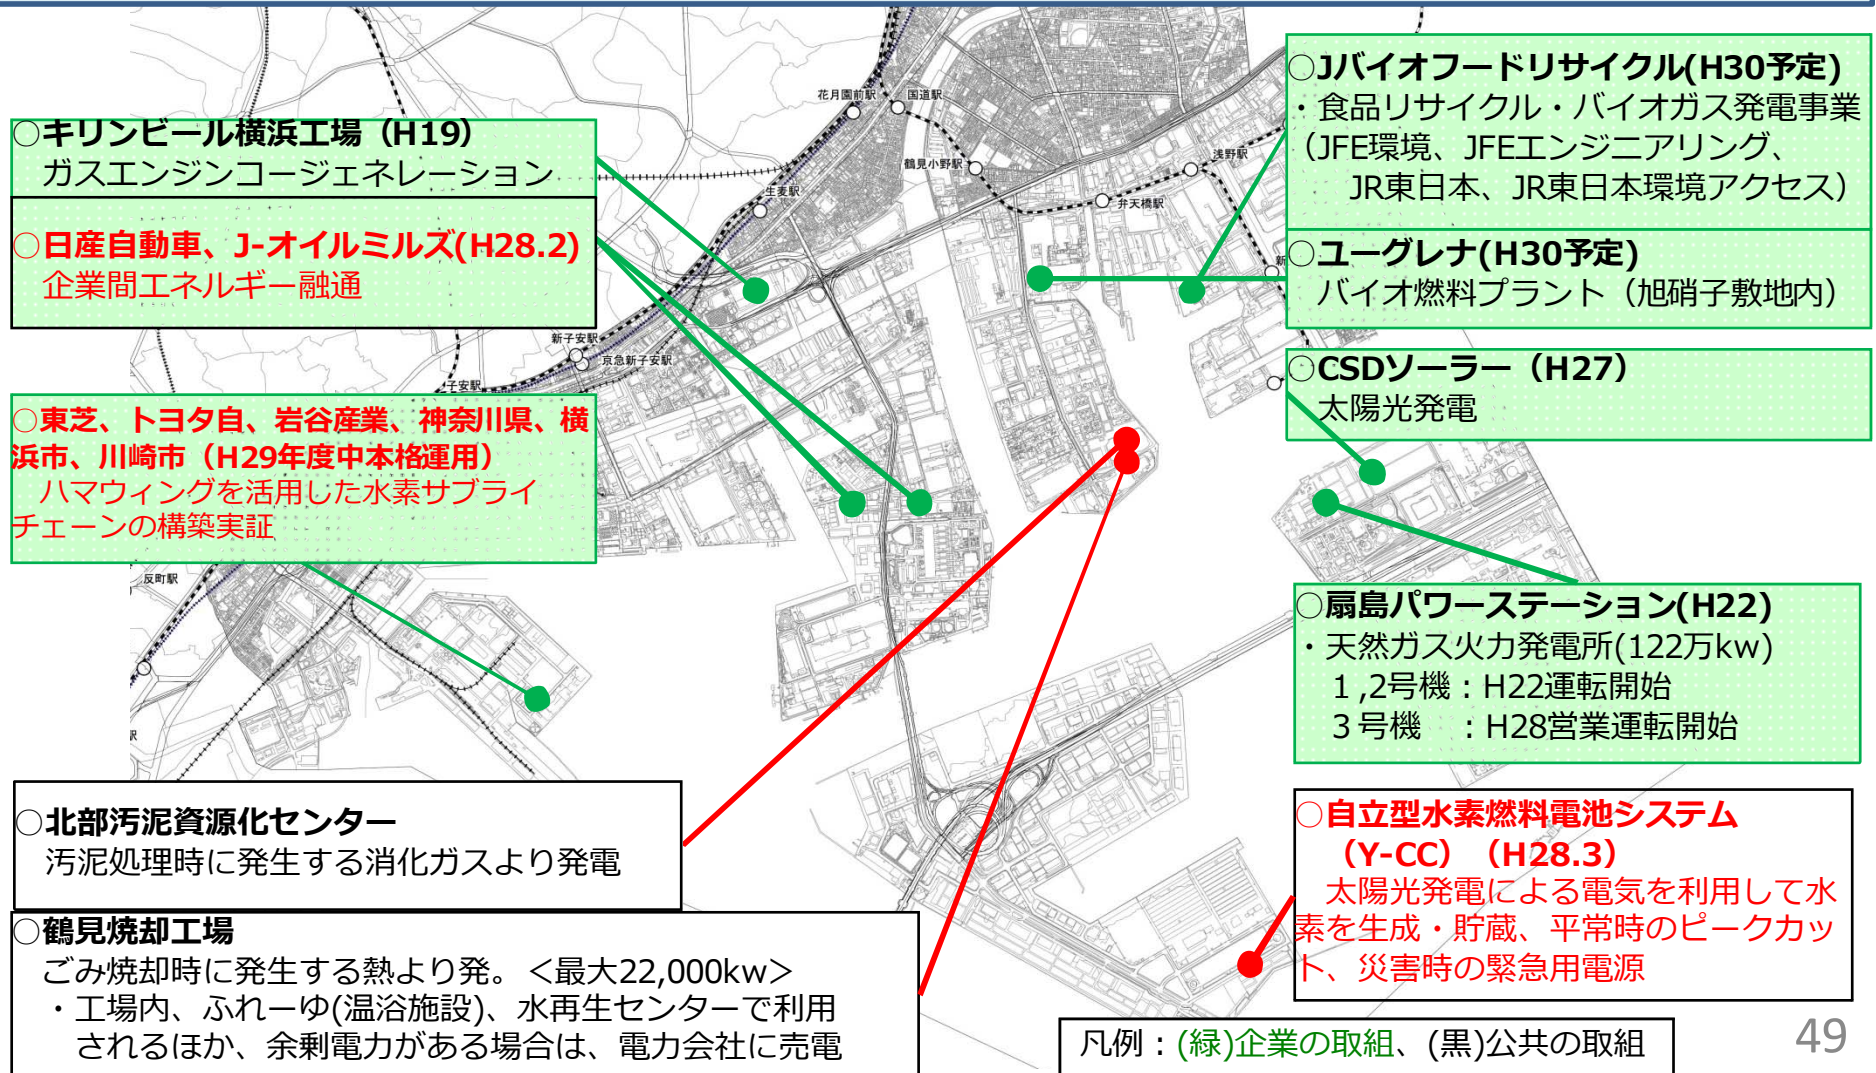 ○キリンビール横浜工場（H19）
ガスエンジンコージェネレーション
○日産自動車、J-オイルミルズ(H28.2)
企業間エネルギー融通
○東芝、トヨタ自、岩谷産業、神奈川県、横
浜市、川崎市（H29年度中本格運用）
ハマウィングを活用した水素サプライ
チェーンの構築実証
○Jバイオフードリサイクル(H30予定)
・食品リサイクル・バイオガス発電事業
（JFE環境、JFEエンジニアリング、
JR東日本、JR東日本環境アクセス）
○ユーグレナ(H30予定)
バイオ燃料プラント（旭硝子敷地内）
○CSDソーラー（H27）
太陽光発電
○扇島パワーステーション(H22)
・天然ガス火力発電所(122万kw)
１,2号機：H22運転開始
３号機　：H28営業運転開始
○自立型水素燃料電池システム
（Y-CC）（H28.3）
太陽光発電による電気を利用して水
素を生成・貯蔵、平常時のピークカッ
ト、災害時の緊急用電源
○北部汚泥資源化センター
汚泥処理時に発生する消化ガスより発電
○鶴見焼却工場
ごみ焼却時に発生する熱より発。＜最大22,000kw＞
・工場内、ふれーゆ(温浴施設)、水再生センターで利用
されるほか、余剰電力がある場合は、電力会社に売電
凡例：(緑)企業の取組、(黒)公共の取組
49
花月園前駅
国道駅
鶴見小野駅
浅野駅
弁天橋駅
生麦駅
新
新子安駅
京急新子安駅
子安駅
反町駅
駅